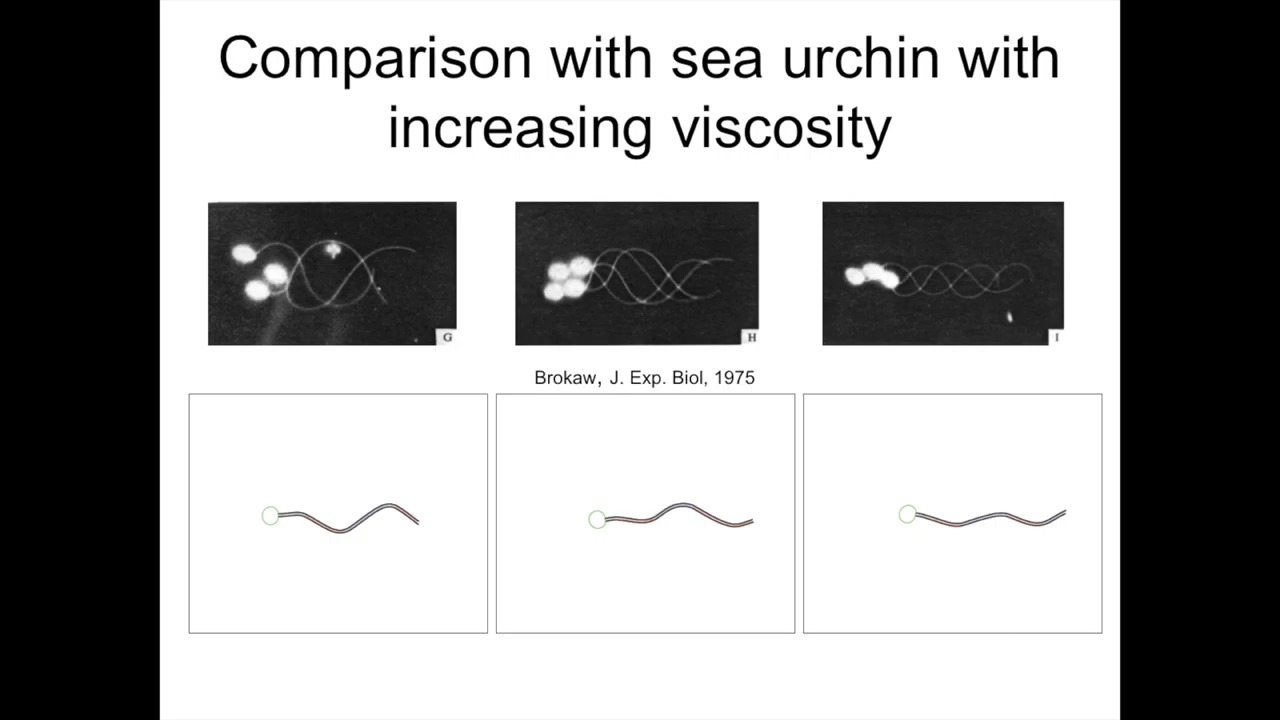 Comparison with sea urchin with
increasing viscosity
G
H
I
Brokaw, J. Exp. Biol, 1975